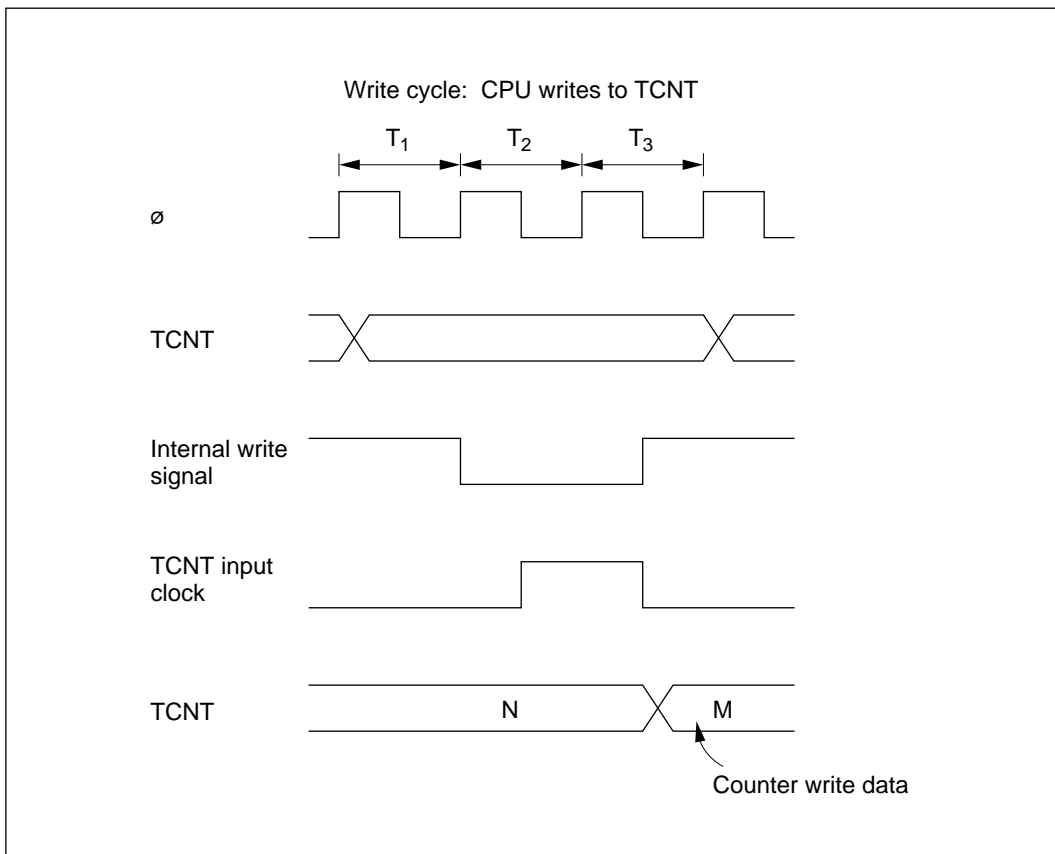 Write cycle: CPU writes to TCNT
T₁ T₂ T₃
ø
TCNT
Internal write
signal
TCNT input
clock
TCNT N M
Counter write data